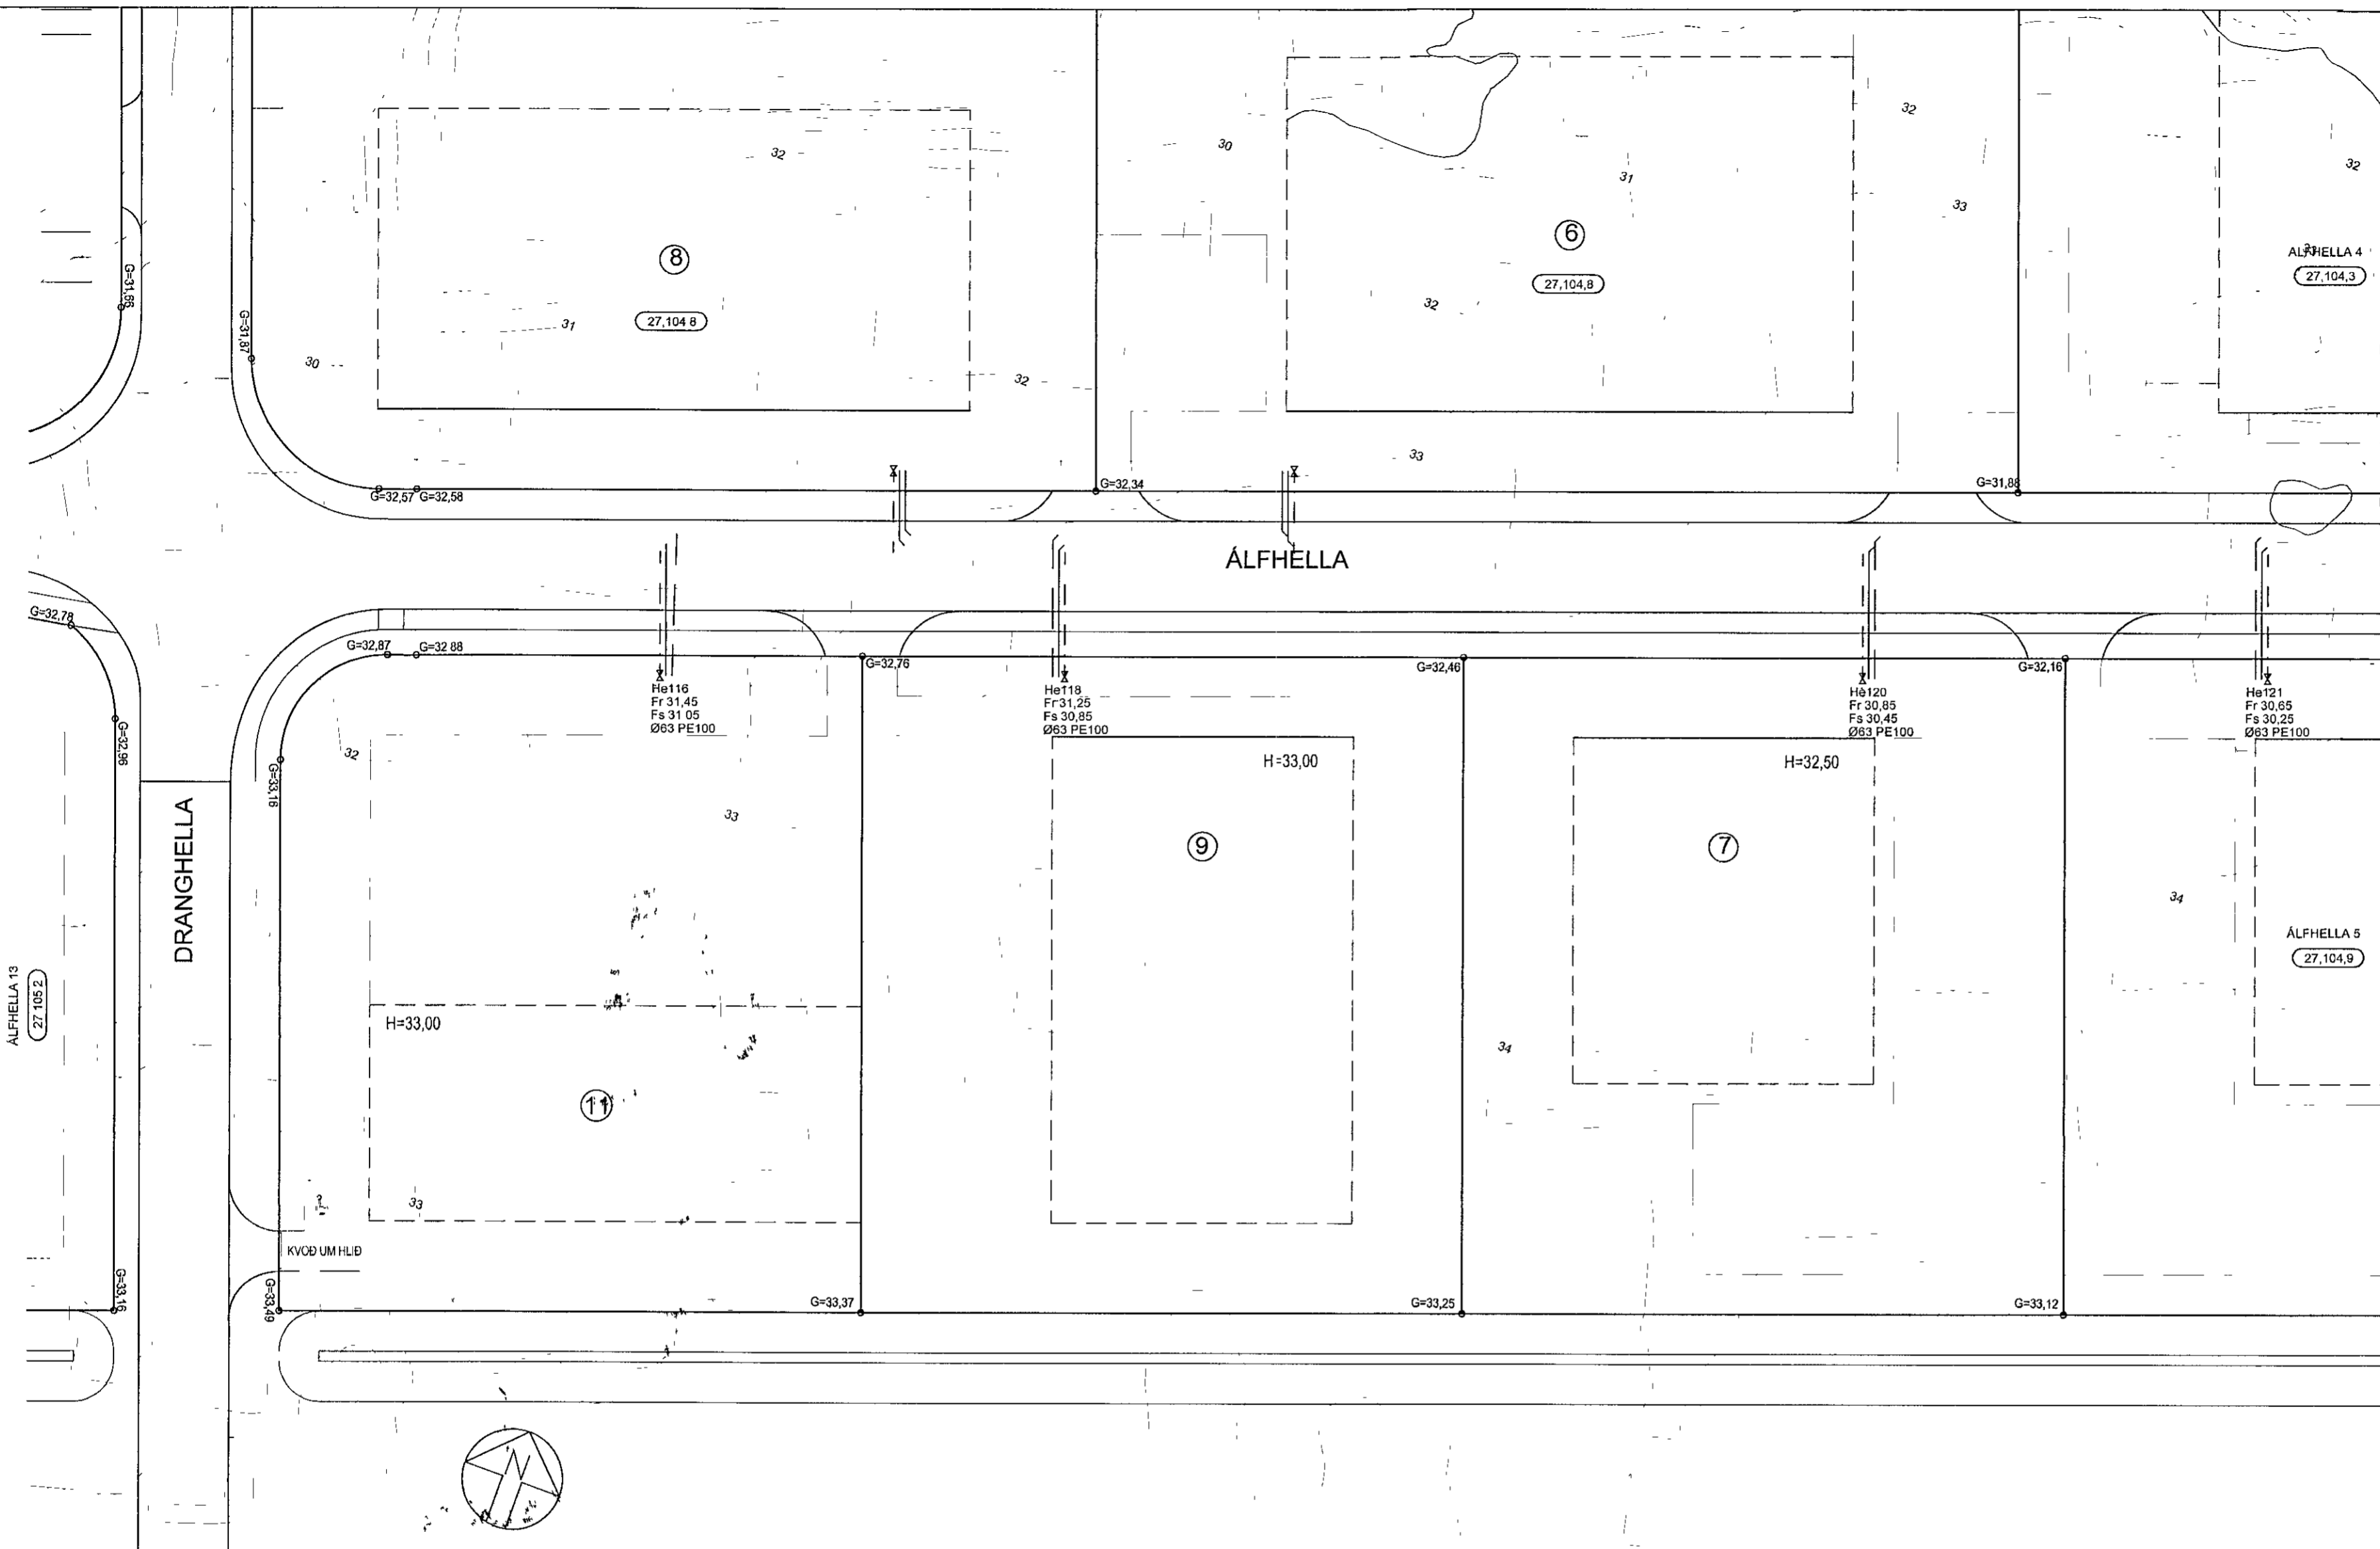 32
30
32
31
32
33
8
6
ÁLFHELLA 4
27,104,3
27,104,8
27,104 8
32
31
30
32
33
G=31,66
G=31,87
G=32,57
G=32,58
G=32,34
G=31,88
ÁLFHELLA
G=32,78
G=32,87
G=32 88
G=32,76
G=32,46
G=32,16
He116
Fr 31,45
Fs 31 05
Ø63 PE100
He118
Fr 31,25
Fs 30,85
Ø63 PE100
He120
Fr 30,85
Fs 30,45
Ø63 PE100
He121
Fr 30,65
Fs 30,25
Ø63 PE100
G=32,96
G=33,16
32
H=33,00
H=32,50
33
9
7
DRANGHELLA
34
ÁLFHELLA 5
27,104,9
ÁLFHELLA 13
27 105 2
H=33,00
34
11
33
KVOÐ UM HLIÐ
G=33,16
G=33,49
G=33,37
G=33,25
G=33,12